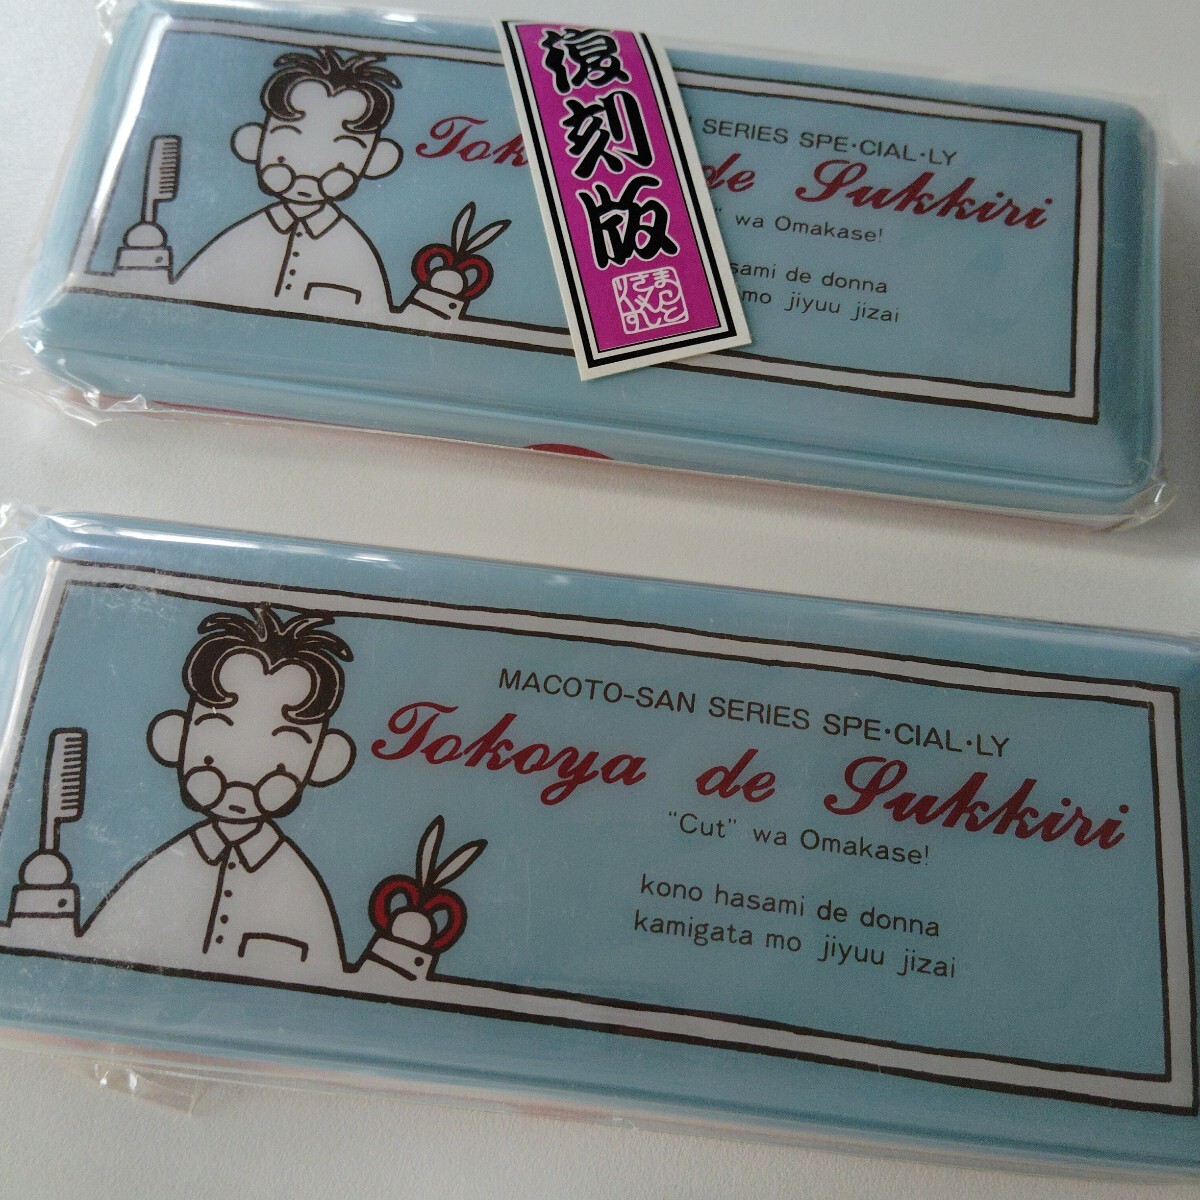 SERIES SPE·CIAL·LY
Tok de Sukkiri
" wa Omakase!
sami de donna
mo jiyuu jizai
復刻版
MACOTO-SAN SERIES SPE·CIAL·LY
Tokoya de Sukkiri
"Cut" wa Omakase!
kono hasami de donna
kamigata mo jiyuu jizai